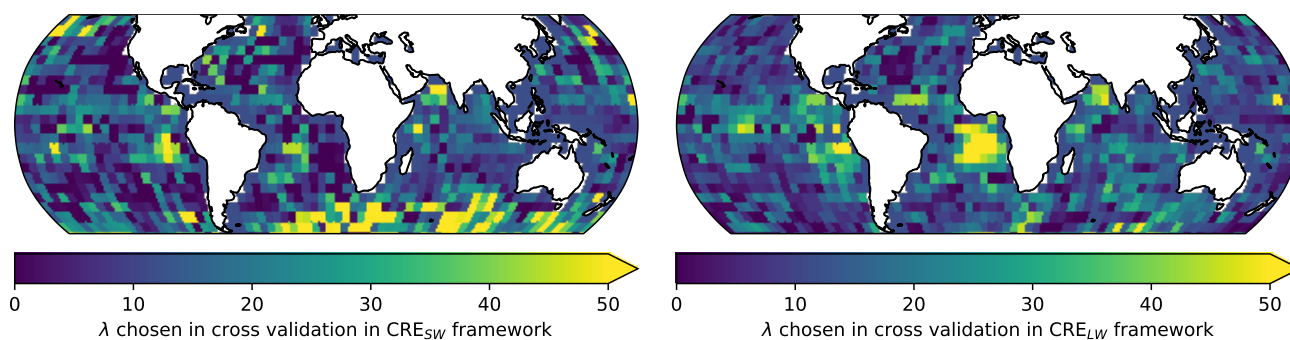 0 10 20 30 40 50
λ chosen in cross validation in CRE_SW framework
0 10 20 30 40 50
λ chosen in cross validation in CRE_LW framework